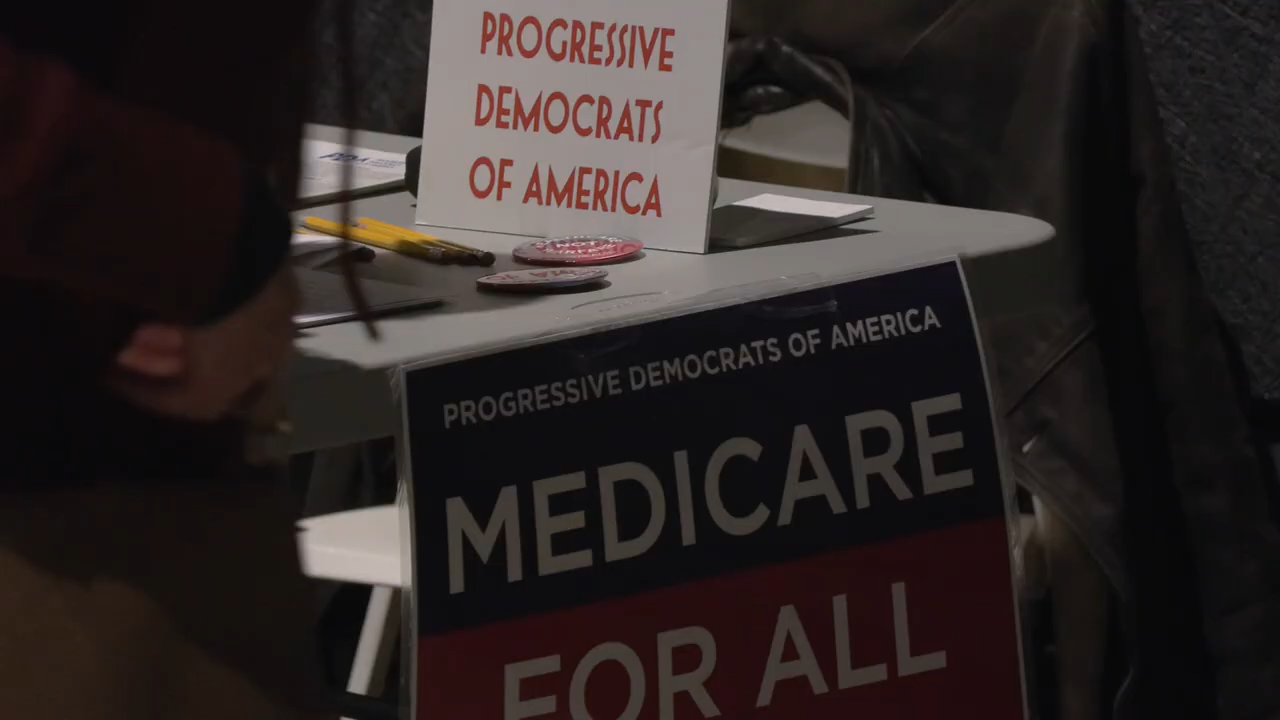 PROGRESSIVE
DEMOCRATS
OF AMERICA
PROGRESSIVE DEMOCRATS OF AMERICA
MEDICARE
FOR ALL